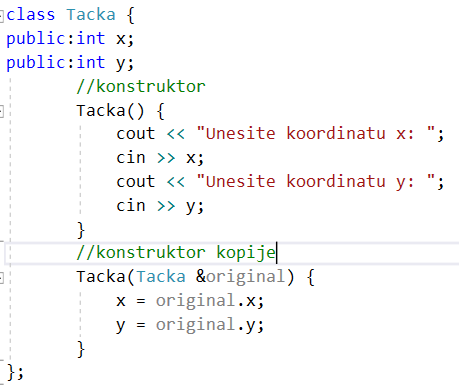 class Tacka {
public:int x;
public:int y;
//konstruktor
Tacka() {
cout << "Unesite koordinatu x: ";
cin >> x;
cout << "Unesite koordinatu y: ";
cin >> y;
}
//konstruktor kopije
Tacka(Tacka &original) {
x = original.x;
y = original.y;
}
};